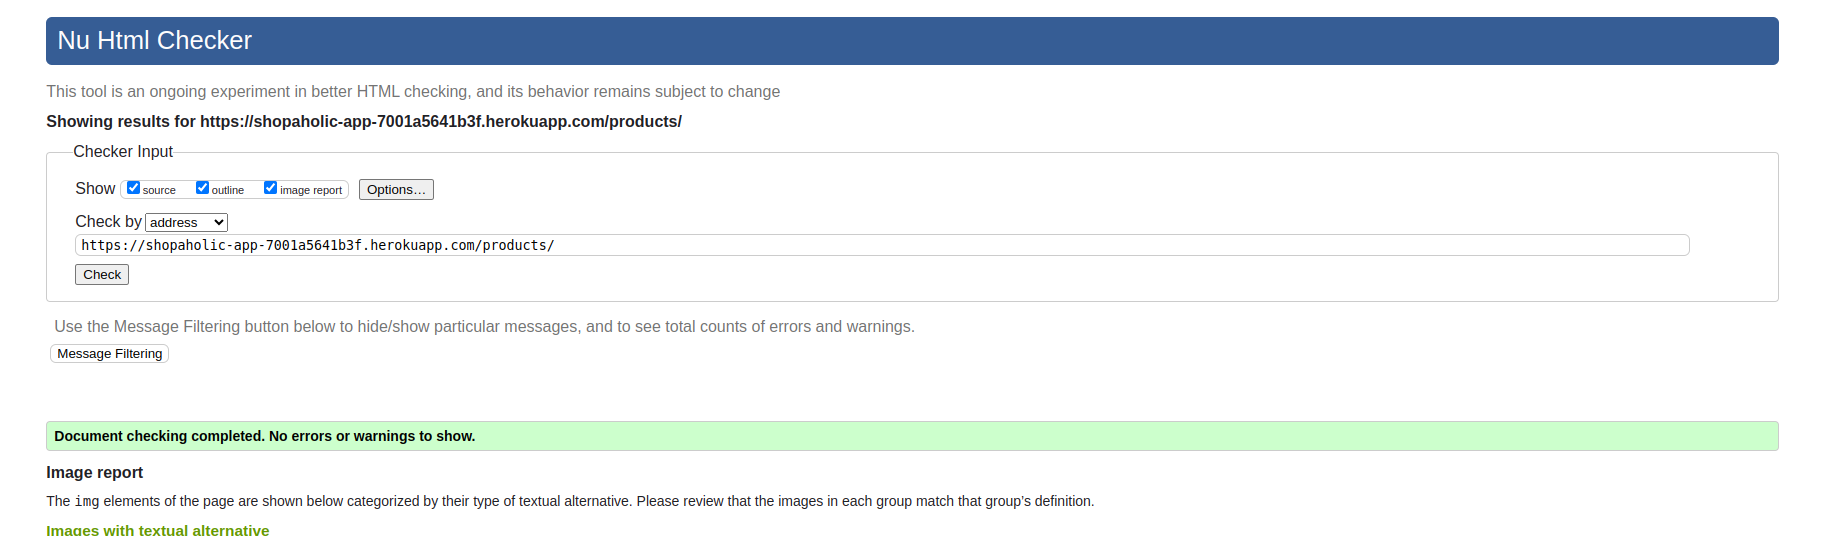 Nu Html Checker
This tool is an ongoing experiment in better HTML checking, and its behavior remains subject to change
Showing results for https://shopaholic-app-7001a5641b3f.herokuapp.com/products/
Checker Input
Show source outline image report Options…
Check by address
https://shopaholic-app-7001a5641b3f.herokuapp.com/products/
Check
Use the Message Filtering button below to hide/show particular messages, and to see total counts of errors and warnings.
Message Filtering
Document checking completed. No errors or warnings to show.
Image report
The img elements of the page are shown below categorized by their type of textual alternative. Please review that the images in each group match that group’s definition.
Images with textual alternative